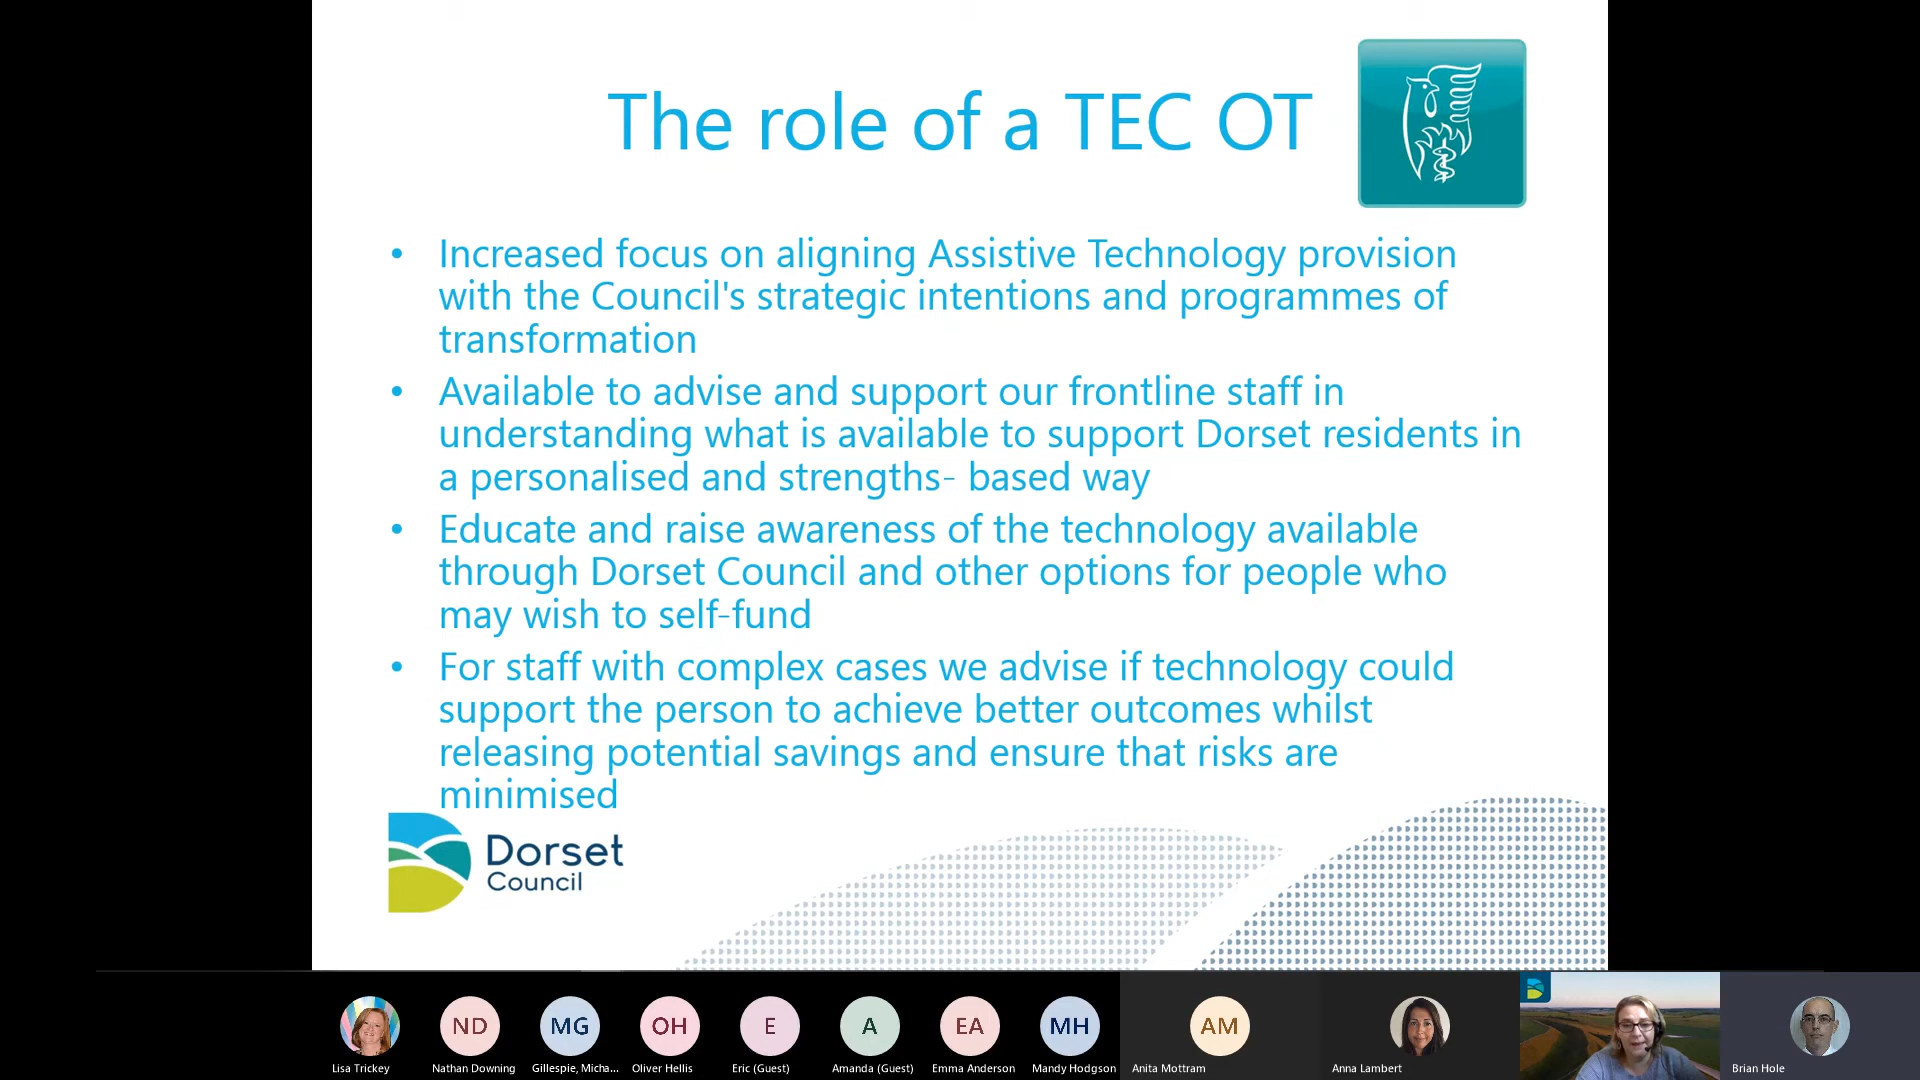 The role of a TEC OT
• Increased focus on aligning Assistive Technology provision
with the Council's strategic intentions and programmes of
transformation
• Available to advise and support our frontline staff in
understanding what is available to support Dorset residents in
a personalised and strengths- based way
• Educate and raise awareness of the technology available
through Dorset Council and other options for people who
may wish to self-fund
• For staff with complex cases we advise if technology could
support the person to achieve better outcomes whilst
releasing potential savings and ensure that risks are
minimised
Dorset
Council
ND MG OH E A EA MH AM
Lisa Trickey Nathan Downing Gillespie, Micha... Oliver Hellis Eric (Guest) Amanda (Guest) Emma Anderson Mandy Hodgson Anita Mottram Anna Lambert Brian Hole